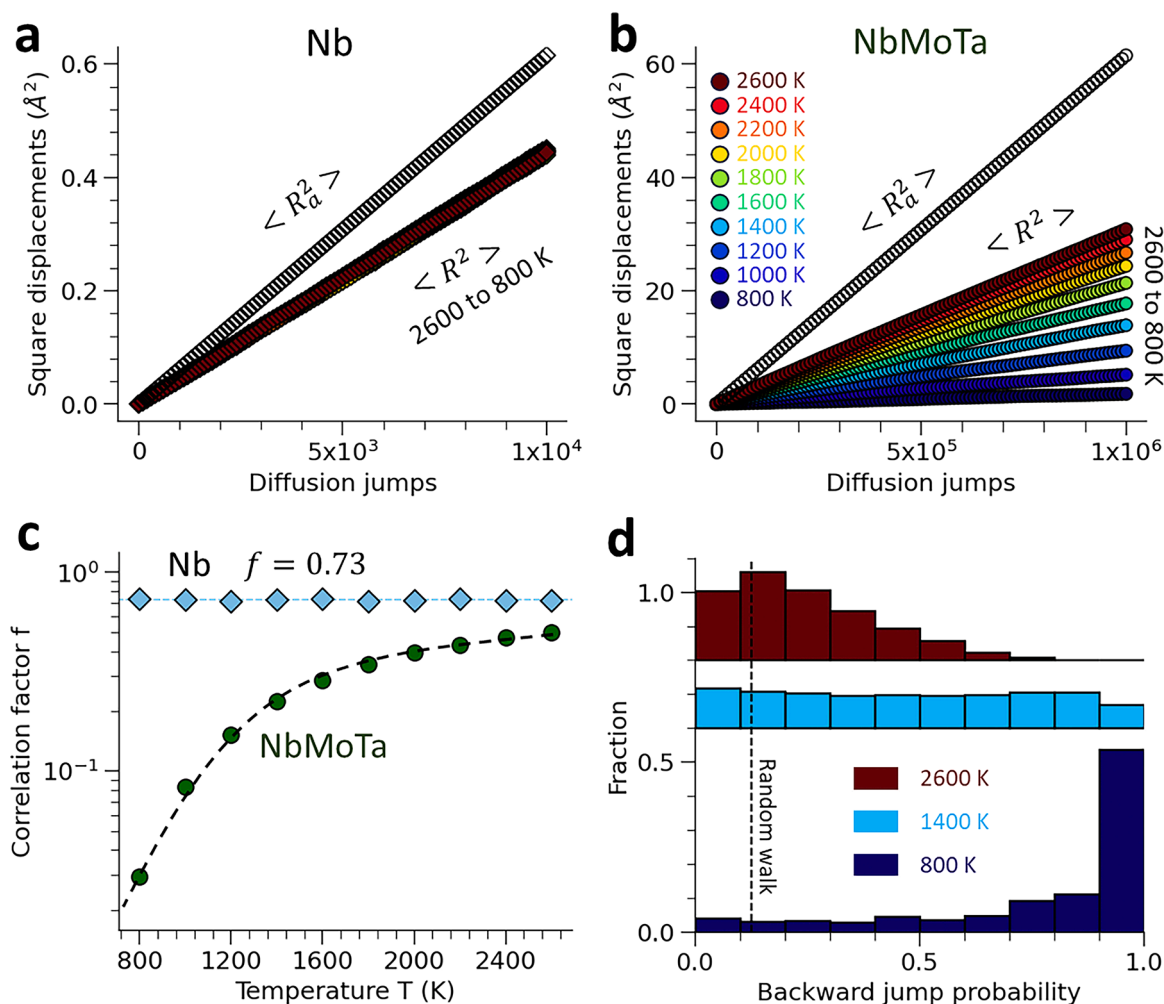 a
Nb
Square displacements (Å²)
0.6
0.4
0.2
0.0
< R²ₐ >
< R² >
2600 to 800 K
0
5x10³
1x10⁴
Diffusion jumps
b
NbMoTa
Square displacements (Å²)
60
40
20
0
2600 K
2400 K
2200 K
2000 K
1800 K
1600 K
1400 K
1200 K
1000 K
800 K
< R²ₐ >
< R² >
2600 to 800 K
0
5x10⁵
1x10⁶
Diffusion jumps
c
Correlation factor f
10⁰
10⁻¹
Nb f = 0.73
NbMoTa
800
1200
1600
2000
2400
Temperature T (K)
d
Fraction
1.0
0.5
0.0
Random walk
2600 K
1400 K
800 K
0.0
0.5
1.0
Backward jump probability